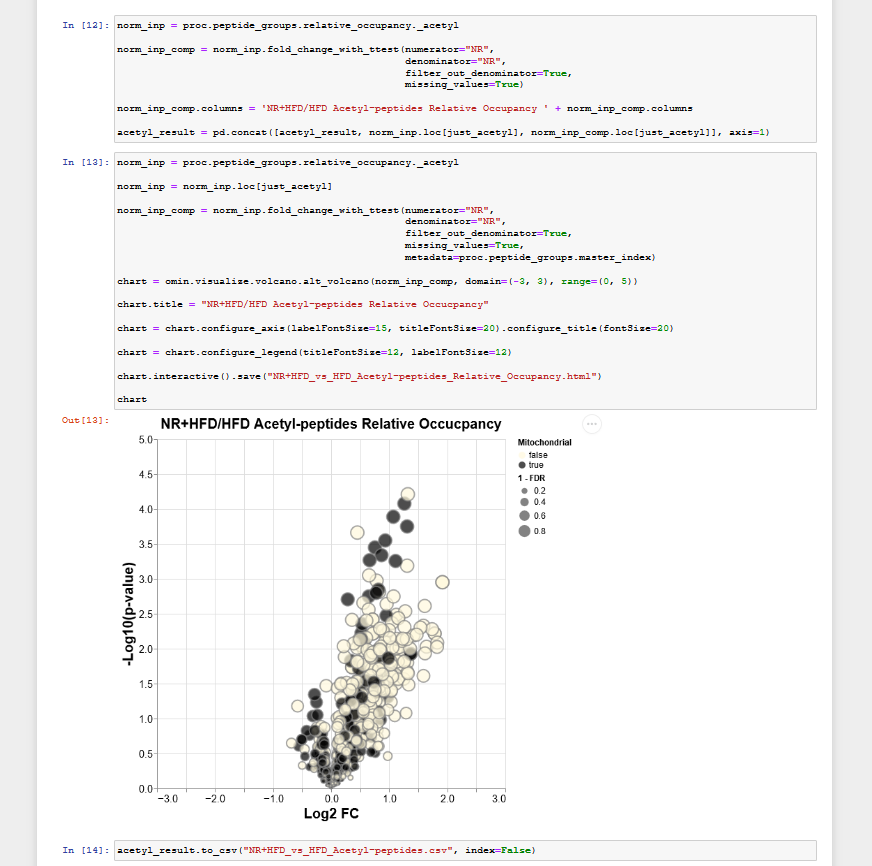 In [12]: norm_inp = proc.peptide_groups.relative_occupancy._acetyl
norm_inp_comp = norm_inp.fold_change_with_ttest(numerator="NR",
denominator="NR",
filter_out_denominator=True,
missing_values=True)
norm_inp_comp.columns = 'NR+HFD/HFD Acetyl-peptides Relative Occupancy ' + norm_inp_comp.columns
acetyl_result = pd.concat([acetyl_result, norm_inp.loc[just_acetyl], norm_inp_comp.loc[just_acetyl]], axis=1)
In [13]: norm_inp = proc.peptide_groups.relative_occupancy._acetyl
norm_inp = norm_inp.loc[just_acetyl]
norm_inp_comp = norm_inp.fold_change_with_ttest(numerator="NR",
denominator="NR",
filter_out_denominator=True,
missing_values=True,
metadata=proc.peptide_groups.master_index)
chart = omin.visualize.volcano.alt_volcano(norm_inp_comp, domain=(-3, 3), range=(0, 5))
chart.title = "NR+HFD/HFD Acetyl-peptides Relative Occucpancy"
chart = chart.configure_axis(labelFontSize=15, titleFontSize=20).configure_title(fontSize=20)
chart = chart.configure_legend(titleFontSize=12, labelFontSize=12)
chart.interactive().save("NR+HFD_vs_HFD_Acetyl-peptides_Relative_Occupancy.html")
chart
Out[13]:
NR+HFD/HFD Acetyl-peptides Relative Occucpancy
Mitochondrial
false
true
1 - FDR
0.2
0.4
0.6
0.8
5.0
4.5
4.0
3.5
3.0
2.5
2.0
1.5
1.0
0.5
0.0
-Log10(p-value)
−3.0 −2.0 −1.0 0.0 1.0 2.0 3.0
Log2 FC
In [14]: acetyl_result.to_csv("NR+HFD_vs_HFD_Acetyl-peptides.csv", index=False)